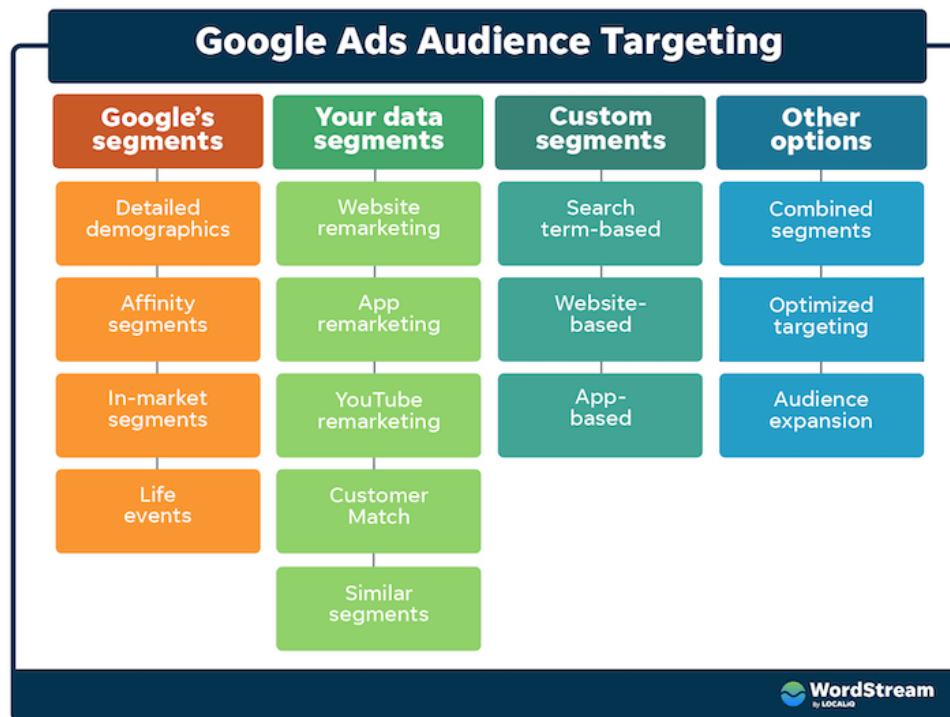 Google Ads Audience Targeting
Google's
segments
Detailed
demographics
Affinity
segments
In-market
segments
Life
events
Your data
segments
Website
remarketing
App
remarketing
YouTube
remarketing
Customer
Match
Similar
segments
Custom
segments
Search
term-based
Website-
based
App-
based
Other
options
Combined
segments
Optimized
targeting
Audience
expansion
WordStream
By LOCALiQ